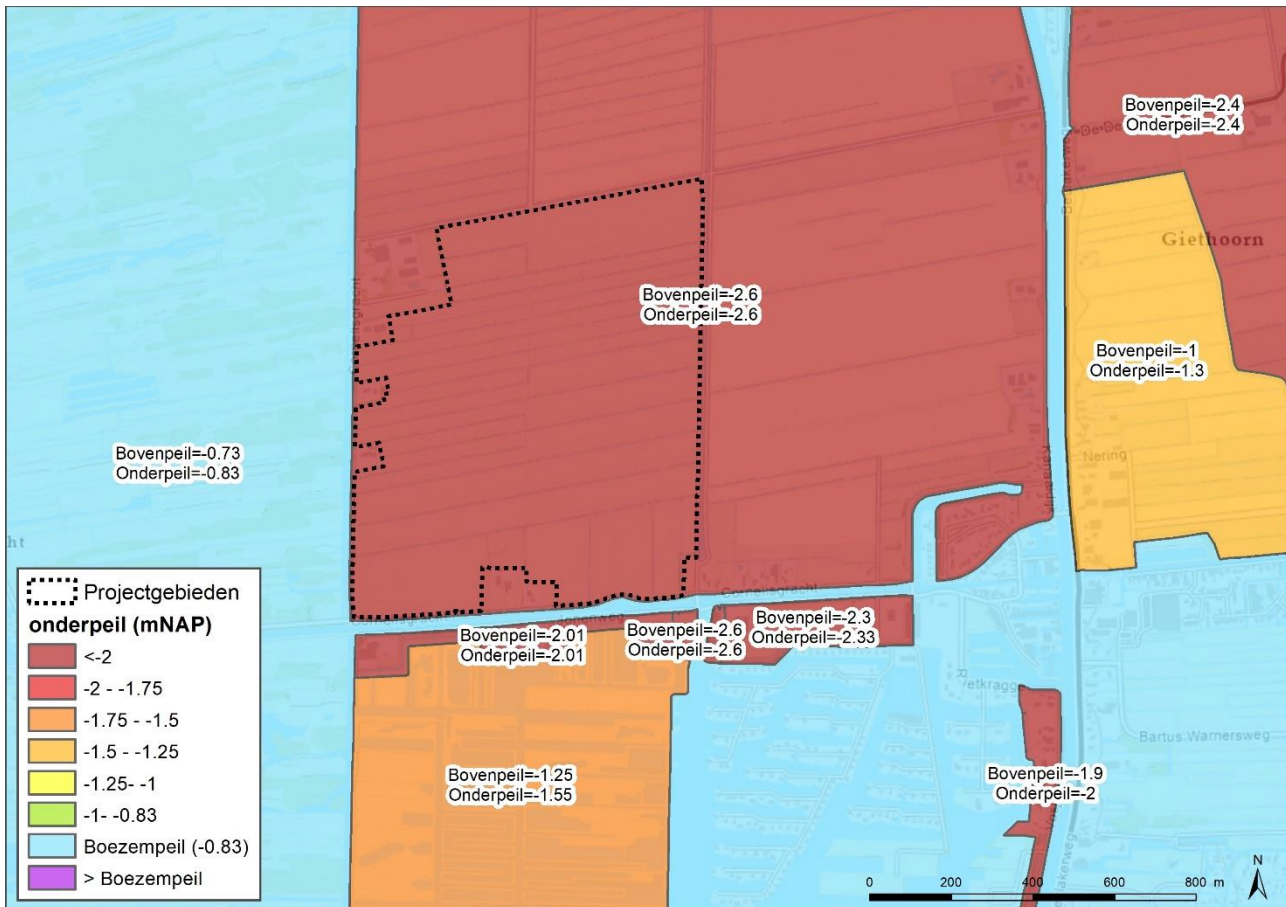 Bovenpeil=-2.4
Onderpeil=-2.4
Giethoorn
Bovenpeil=-2.6
Onderpeil=-2.6
Bovenpeil=-1
Onderpeil=-1.3
Bovenpeil=-0.73
Onderpeil=-0.83
Nering
ht
Cornelisgracht
Bovenpeil=-2.01
Onderpeil=-2.01
Bovenpeil=-2.6
Onderpeil=-2.6
Bovenpeil=-2.3
Onderpeil=-2.33
Bartus Warnersweg
Bovenpeil=-1.25
Onderpeil=-1.55
Bovenpeil=-1.9
Onderpeil=-2
Projectgebieden
onderpeil (mNAP)
<-2
-2 - -1.75
-1.75 - -1.5
-1.5 - -1.25
-1.25- -1
-1- -0.83
Boezempeil (-0.83)
> Boezempeil
N
0 200 400 600 800 m